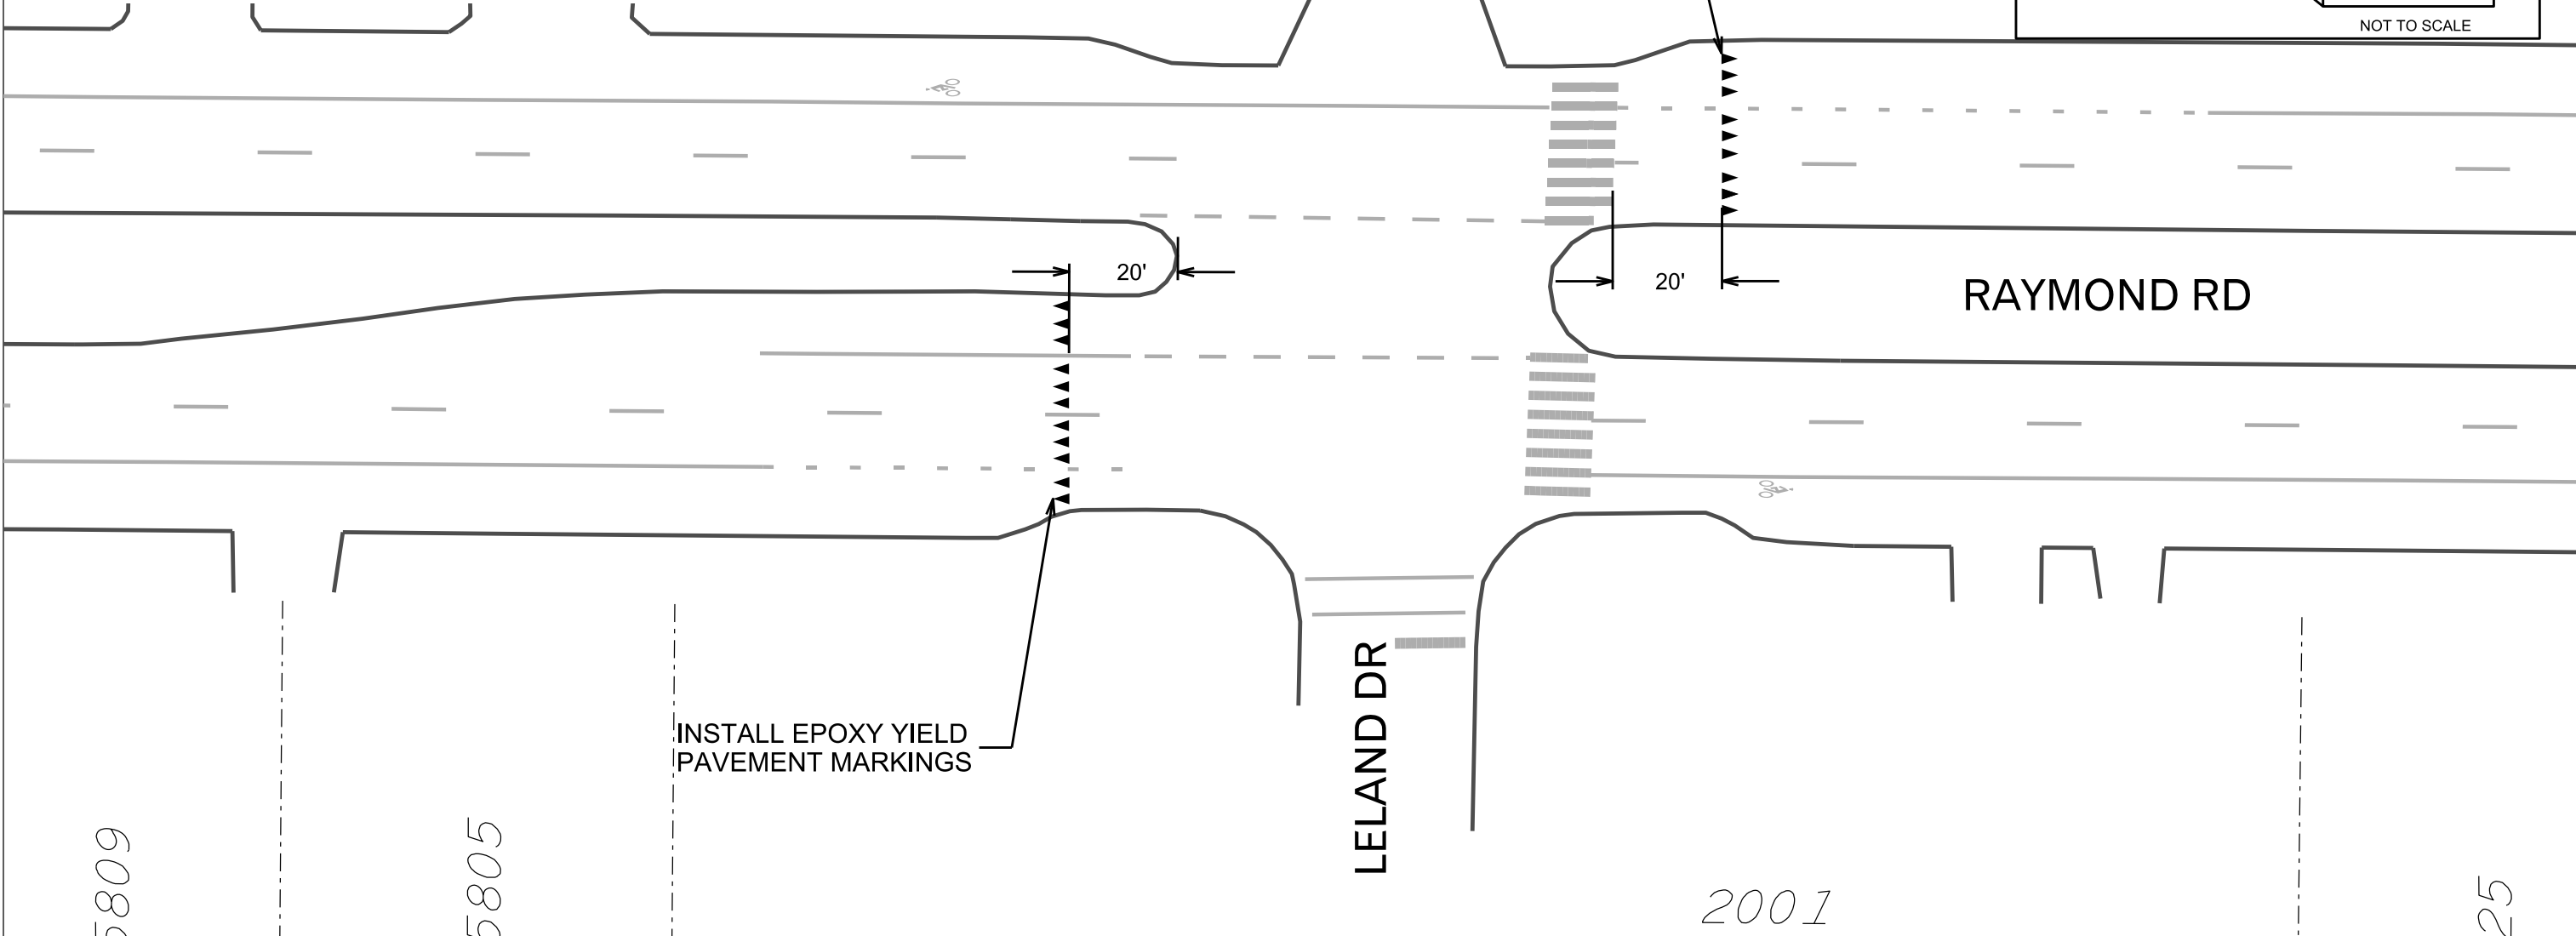 NOT TO SCALE
20'
20'
RAYMOND RD
INSTALL EPOXY YIELD
PAVEMENT MARKINGS
LELAND DR
5809
5805
2001
25